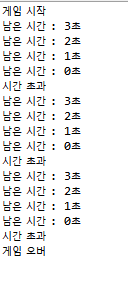 게임 시작
남은 시간 : 3초
남은 시간 : 2초
남은 시간 : 1초
남은 시간 : 0초
시간 초과
남은 시간 : 3초
남은 시간 : 2초
남은 시간 : 1초
남은 시간 : 0초
시간 초과
남은 시간 : 3초
남은 시간 : 2초
남은 시간 : 1초
남은 시간 : 0초
시간 초과
게임 오버